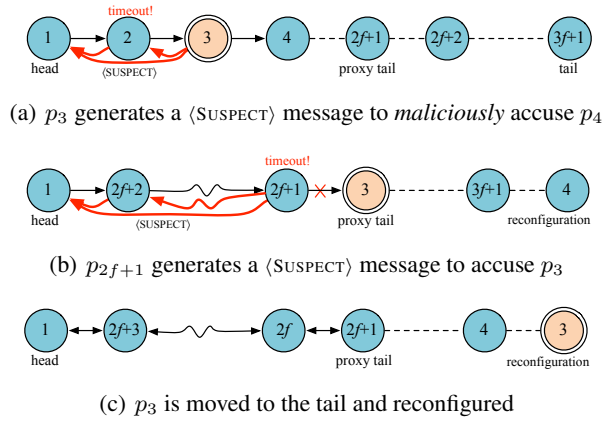 timeout!
1 2 3 4 2f+1 2f+2 3f+1
head ⟨SUSPECT⟩ proxy tail tail
(a) p3 generates a ⟨SUSPECT⟩ message to maliciously accuse p4
timeout!
1 2f+2 2f+1 3 3f+1 4
head ⟨SUSPECT⟩ proxy tail reconfiguration
(b) p2f+1 generates a ⟨SUSPECT⟩ message to accuse p3
1 2f+3 2f 2f+1 4 3
head proxy tail reconfiguration
(c) p3 is moved to the tail and reconfigured